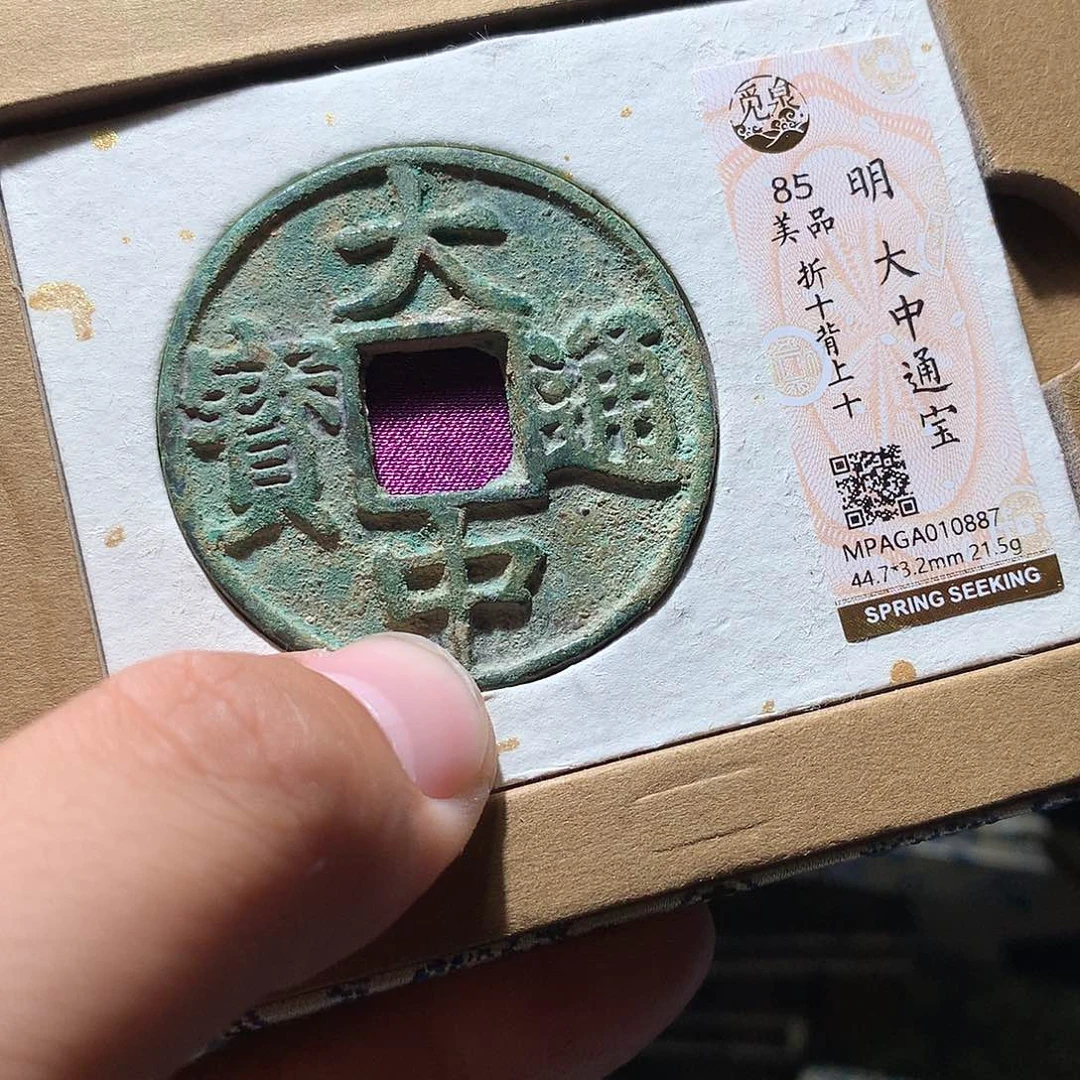 大中通寶
觅泉
明 大中通宝
85
美品
折十背上十
MPAGA010887
44.7*3.2mm 21.5g
SPRING SEEKING